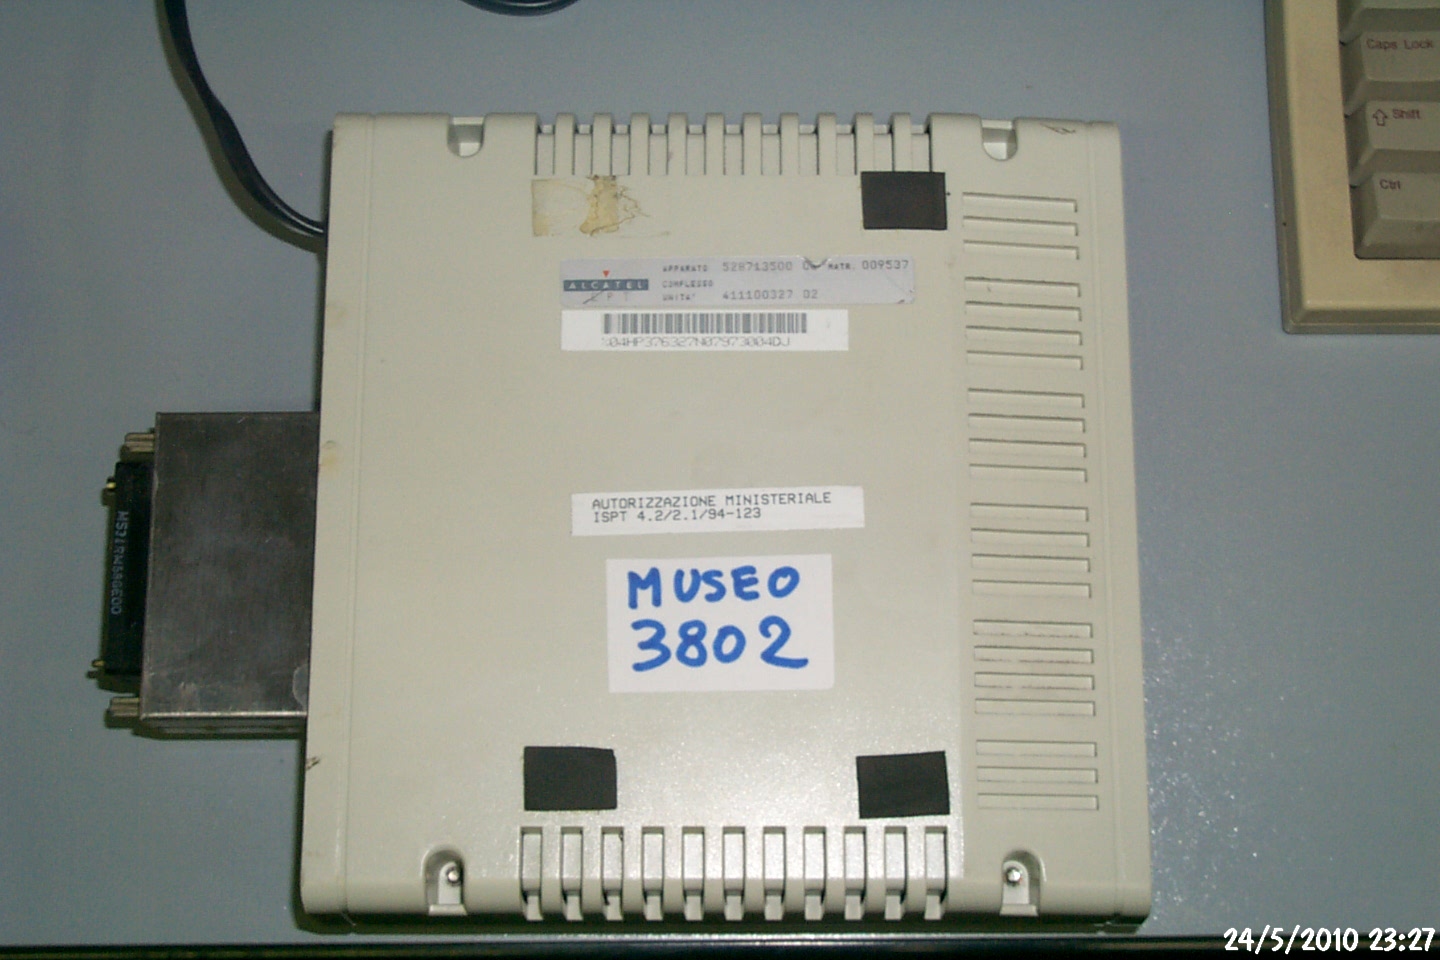 Caps Lock
Shift
Ctrl
APPARATO 528713500 MATR. 009537
ALCATEL COMPLESSO
UNITA' 411100327 02
X04HP376327N07973004DJ
AUTORIZZAZIONE MINISTERIALE
ISPT 4.2/2.1/94-123
MUSEO
3802
24/5/2010 23:27